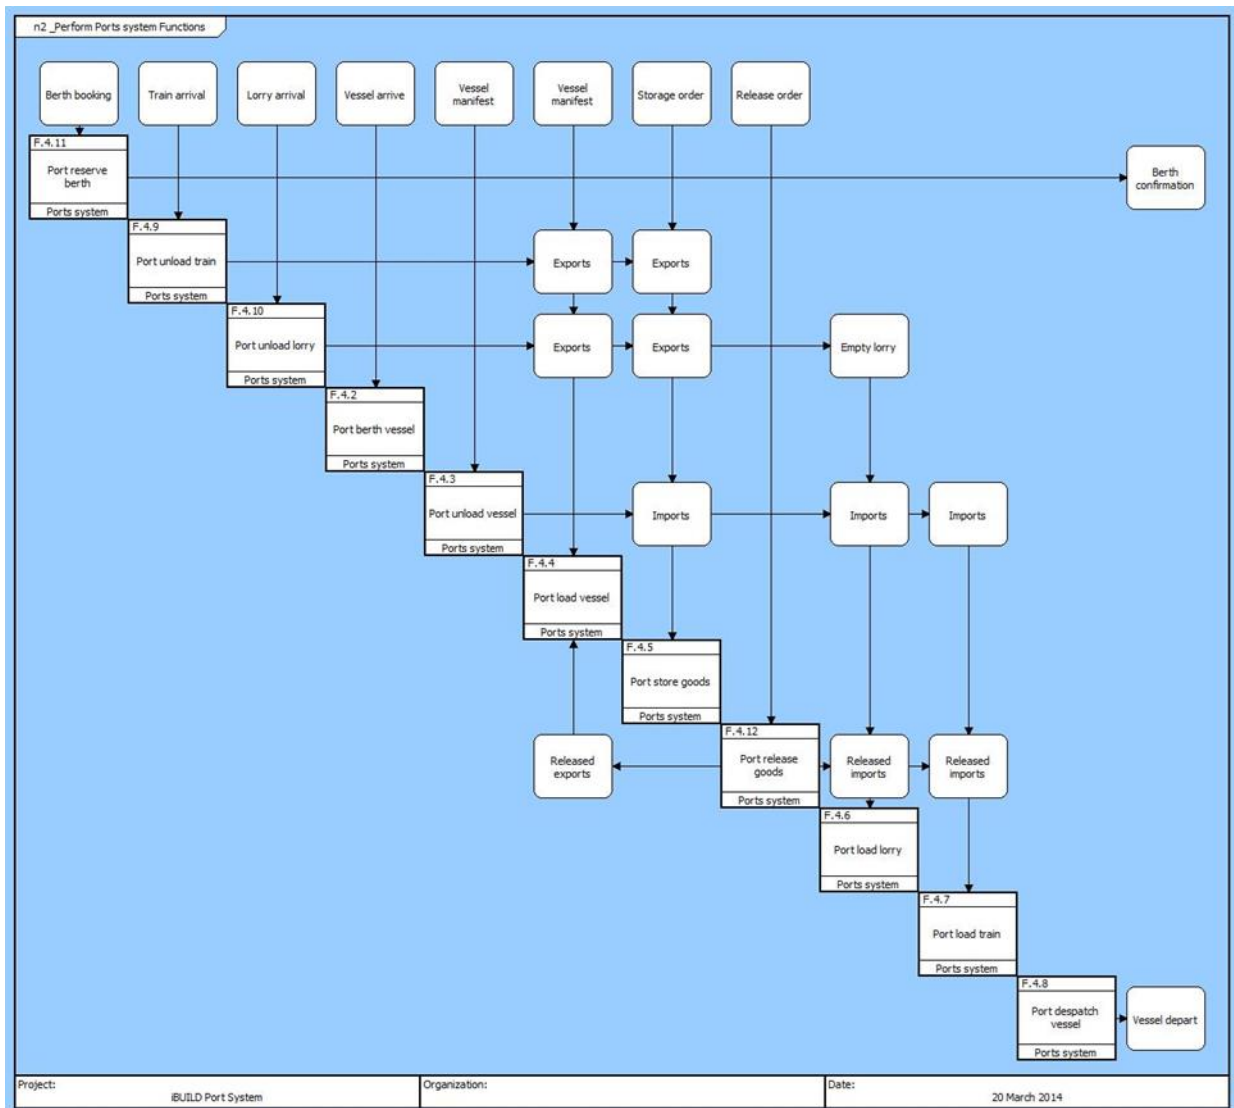 n2 _Perform Ports system Functions
Berth booking
Train arrival
Lorry arrival
Vessel arrive
Vessel
manifest
Vessel
manifest
Storage order
Release order
F.4.11
Port reserve
berth
Ports system
Berth
confirmation
F.4.9
Port unload train
Ports system
Exports
Exports
F.4.10
Port unload lorry
Ports system
Exports
Exports
Empty lorry
F.4.2
Port berth vessel
Ports system
F.4.3
Port unload vessel
Ports system
Imports
Imports
Imports
F.4.4
Port load vessel
Ports system
F.4.5
Port store goods
Ports system
Released
exports
F.4.12
Port release
goods
Ports system
Released
imports
Released
imports
F.4.6
Port load lorry
Ports system
F.4.7
Port load train
Ports system
F.4.8
Port despatch
vessel
Ports system
Vessel depart
Project:
iBUILD Port System
Organization:
Date:
20 March 2014